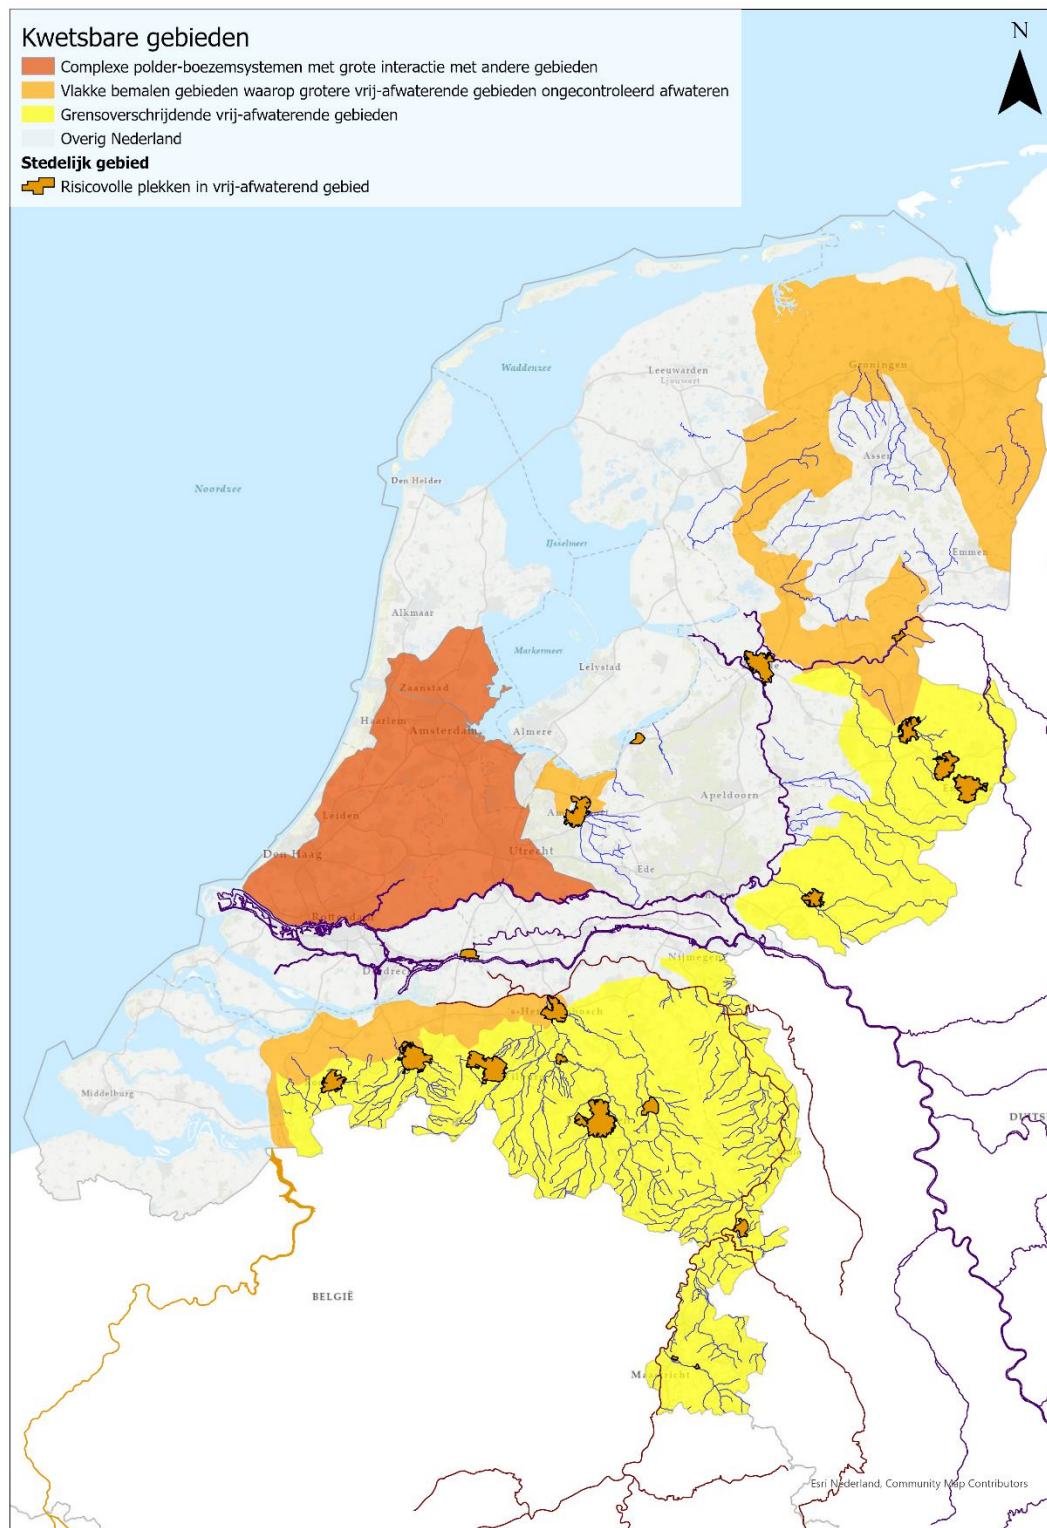 Kwetsbare gebieden
Complexe polder-boezemsystemen met grote interactie met andere gebieden
Vlakke bemalen gebieden waarop grotere vrij-afwaterende gebieden ongecontroleerd afwateren
Grensoverschrijdende vrij-afwaterende gebieden
Overig Nederland
Stedelijk gebied
Risicovolle plekken in vrij-afwaterend gebied
N
Waddenzee
Leeuwarden
Ljouwert
Groningen
Assen
Den Helder
Noordzee
IJsselmeer
Emmen
Alkmaar
Markermeer
Lelystad
Zaanstad
Haarlem
Amsterdam
Almere
Apeldoorn
Leiden
Den Haag
Utrecht
Ede
Rotterdam
Nijmegen
Middelburg
BELGIË
Maastricht
Esri Nederland, Community Map Contributors